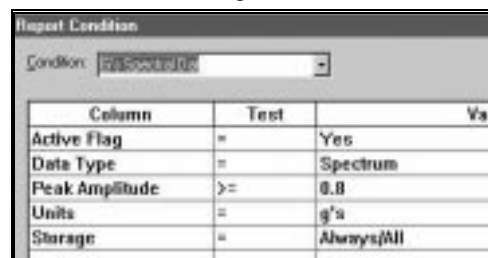 Report Condition
Condition:
Column Test Va
Active Flag = Yes
Data Type = Spectrum
Peak Amplitude >= 0.8
Units = g's
Storage = Always/All